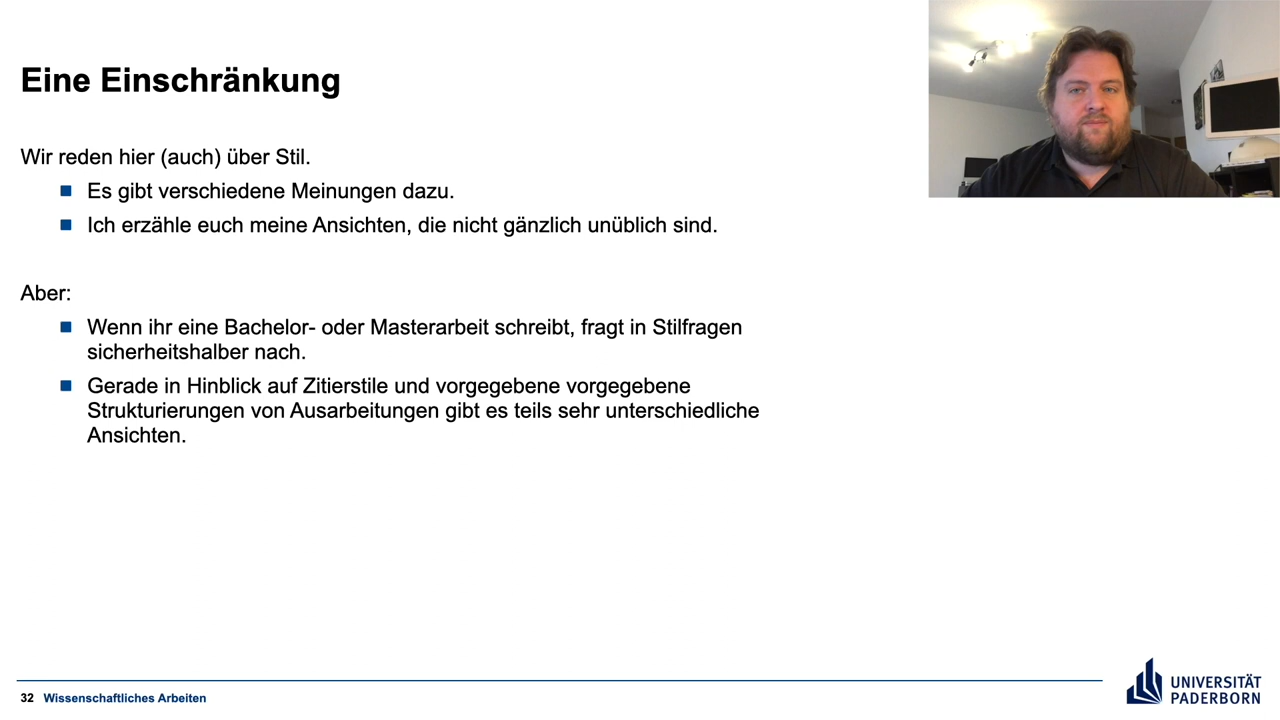 Eine Einschränkung
Wir reden hier (auch) über Stil.
Es gibt verschiedene Meinungen dazu.
Ich erzähle euch meine Ansichten, die nicht gänzlich unüblich sind.
Aber:
Wenn ihr eine Bachelor- oder Masterarbeit schreibt, fragt in Stilfragen
sicherheitshalber nach.
Gerade in Hinblick auf Zitierstile und vorgegebene vorgegebene
Strukturierungen von Ausarbeitungen gibt es teils sehr unterschiedliche
Ansichten.
32 Wissenschaftliches Arbeiten
UNIVERSITÄT
PADERBORN